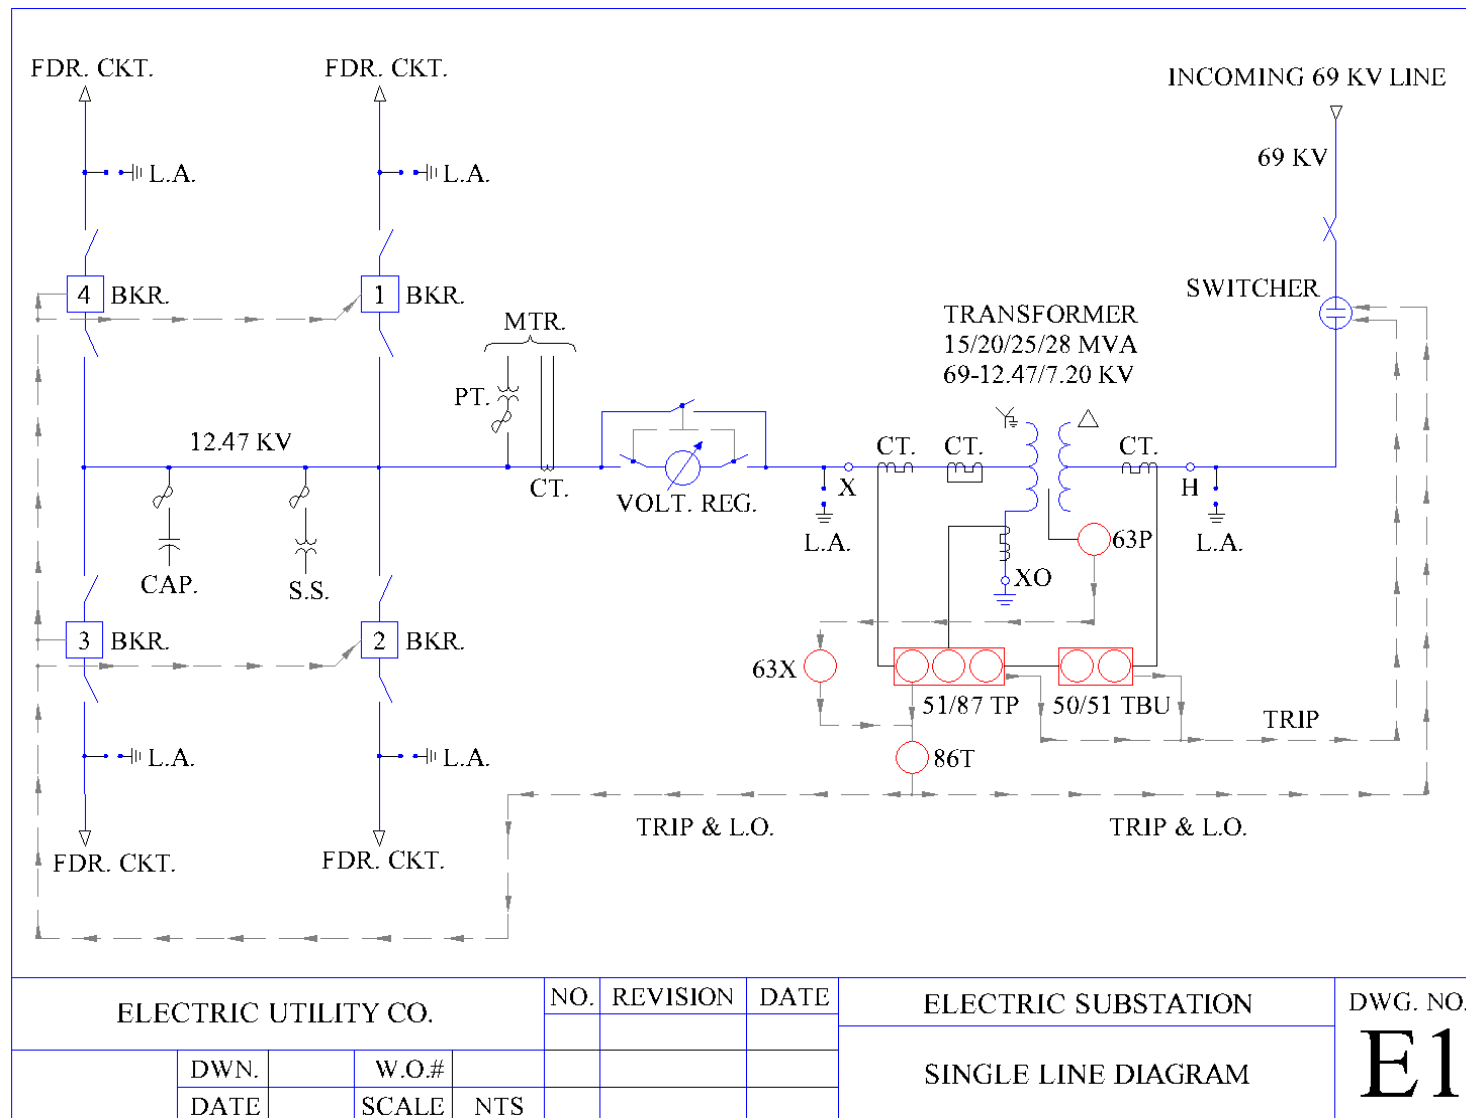 FDR. CKT.
FDR. CKT.
INCOMING 69 KV LINE
69 KV
L.A.
L.A.
SWITCHER
4 BKR.
1 BKR.
TRANSFORMER
15/20/25/28 MVA
69-12.47/7.20 KV
MTR.
PT.
12.47 KV
CT.
CT.
CT.
CT.
VOLT. REG.
X
H
L.A.
L.A.
63P
XO
CAP.
S.S.
3 BKR.
2 BKR.
63X
51/87 TP
50/51 TBU
TRIP
86T
L.A.
L.A.
TRIP & L.O.
TRIP & L.O.
FDR. CKT.
FDR. CKT.
ELECTRIC UTILITY CO.
NO. REVISION DATE
ELECTRIC SUBSTATION
DWG. NO.
E1
SINGLE LINE DIAGRAM
DWN. W.O.#
DATE SCALE NTS